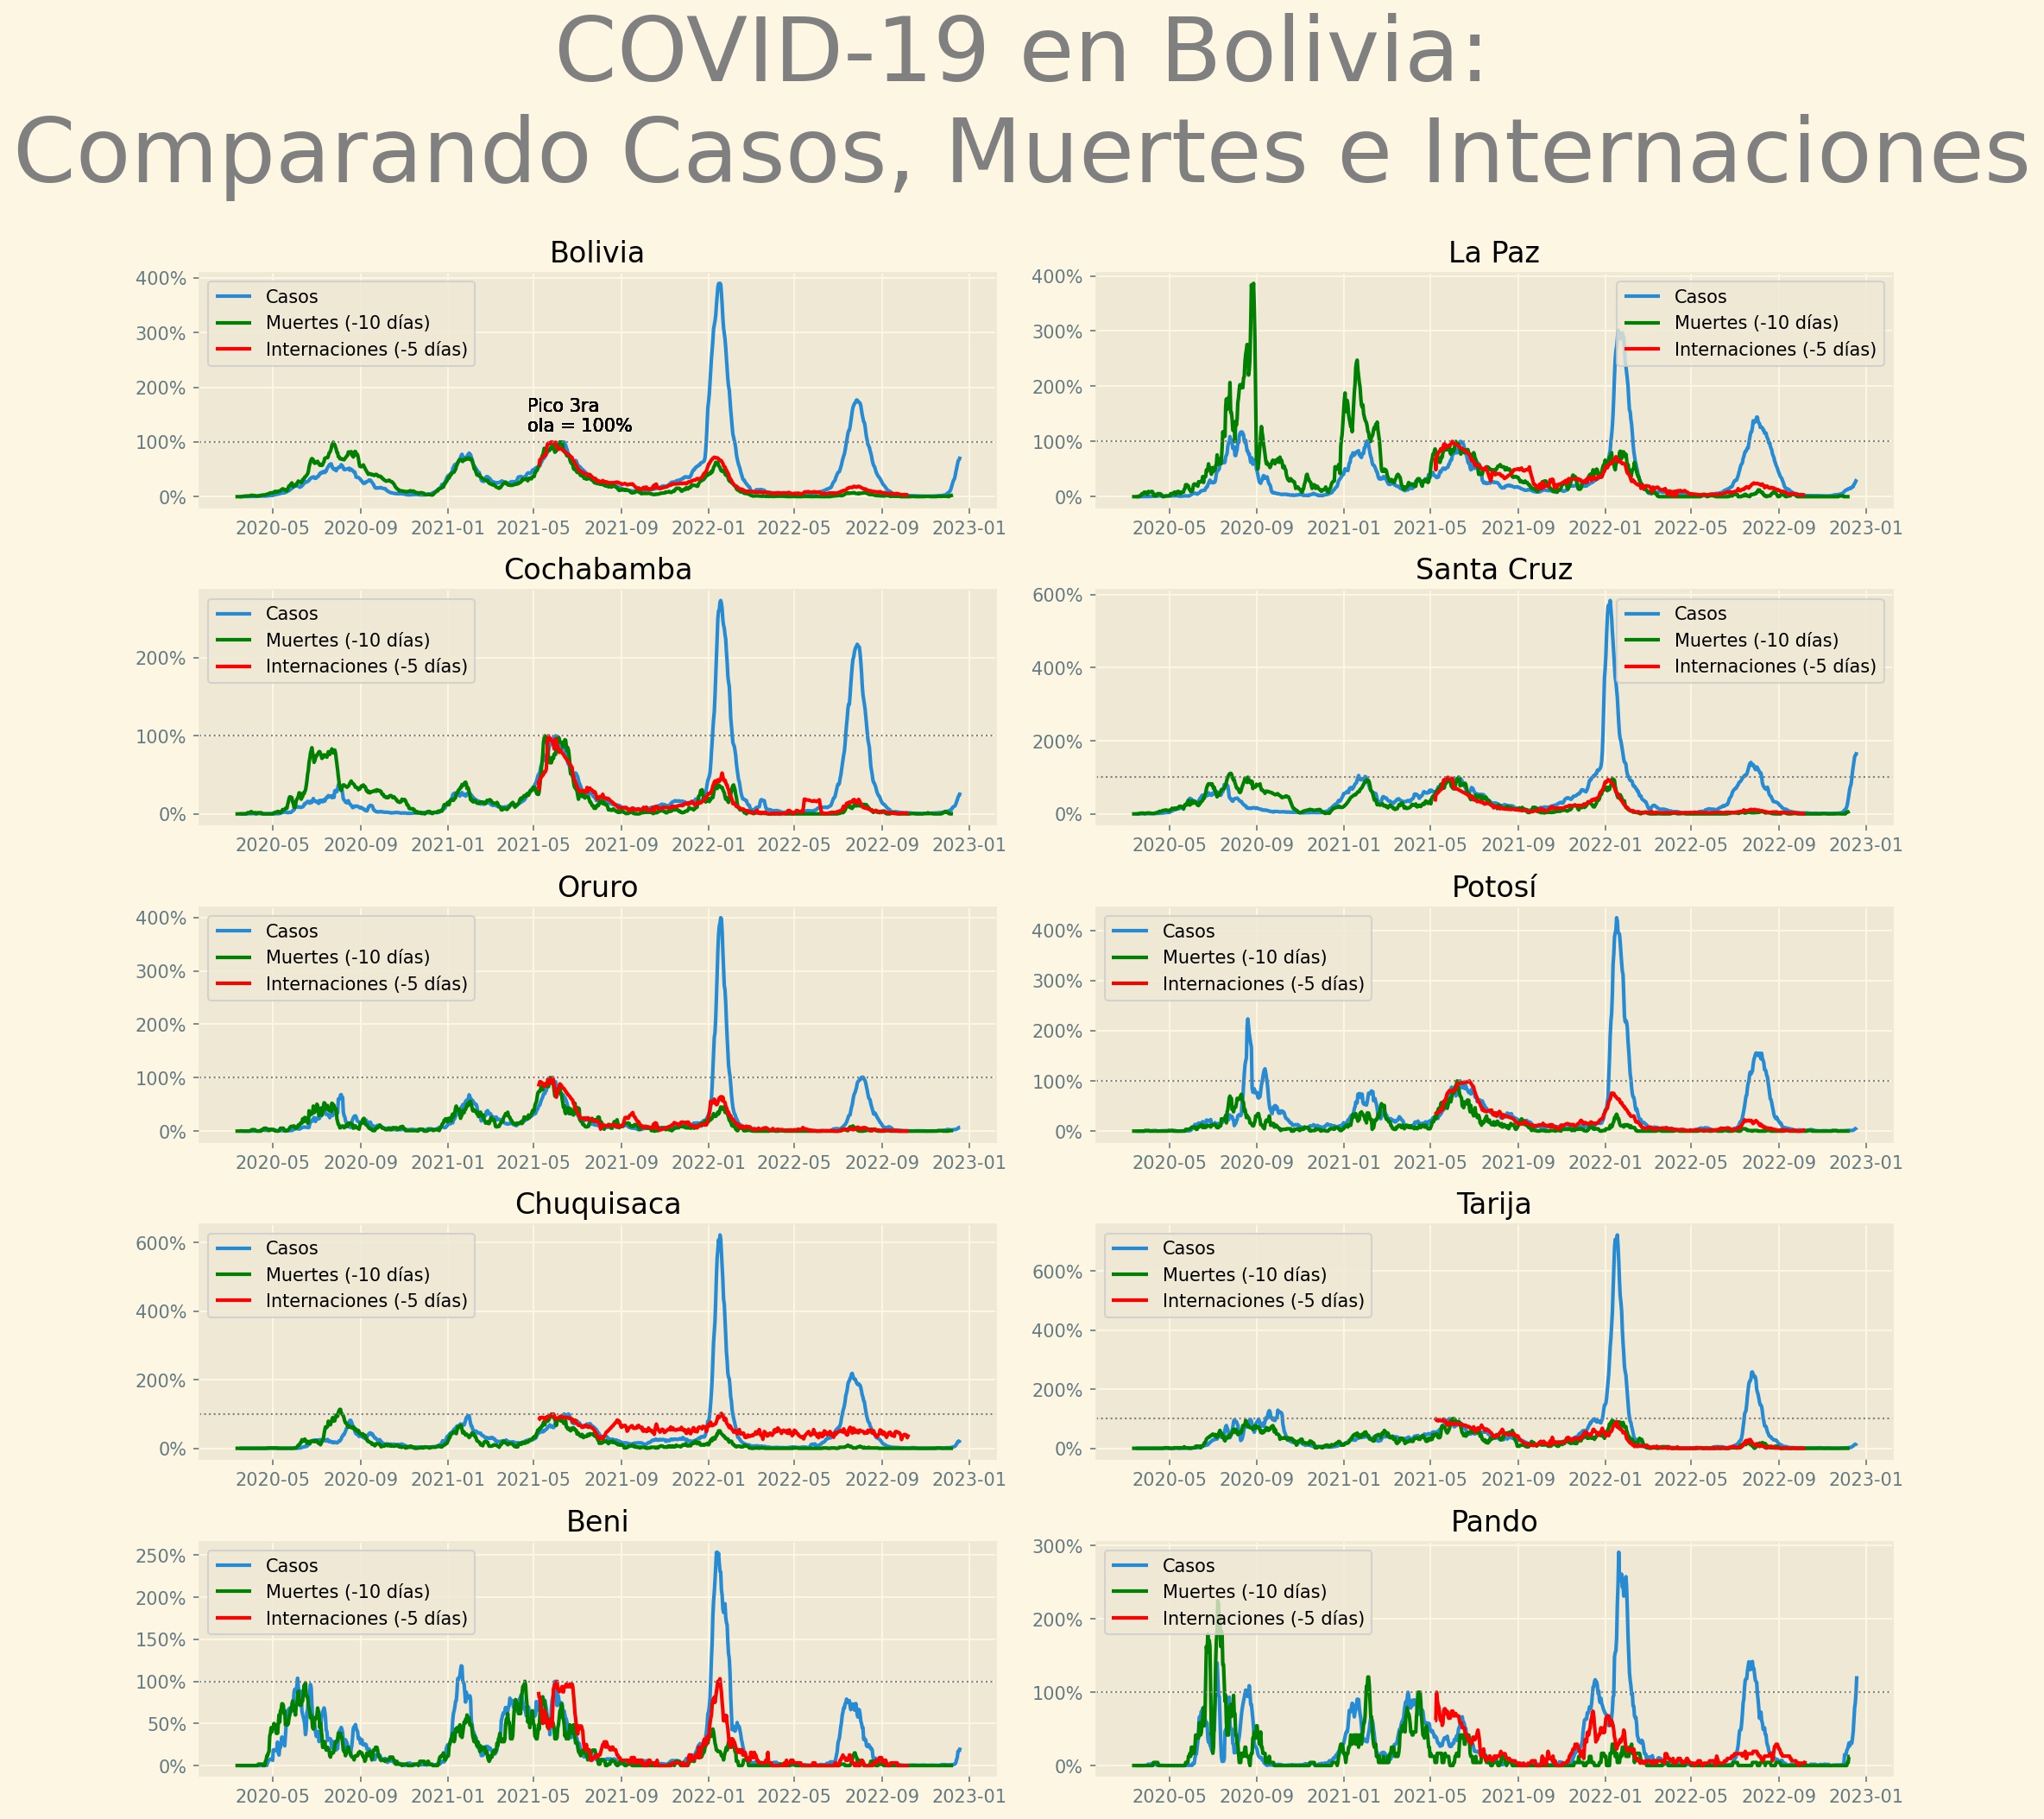 COVID-19 en Bolivia:
Comparando Casos, Muertes e Internaciones
Bolivia
400%
300%
200%
100%
0%
Casos
Muertes (-10 días)
Internaciones (-5 días)
Pico 3ra
ola = 100%
2020-05 2020-09 2021-01 2021-05 2021-09 2022-01 2022-05 2022-09 2023-01
La Paz
400%
300%
200%
100%
0%
Casos
Muertes (-10 días)
Internaciones (-5 días)
2020-05 2020-09 2021-01 2021-05 2021-09 2022-01 2022-05 2022-09 2023-01
Cochabamba
200%
100%
0%
Casos
Muertes (-10 días)
Internaciones (-5 días)
2020-05 2020-09 2021-01 2021-05 2021-09 2022-01 2022-05 2022-09 2023-01
Santa Cruz
600%
400%
200%
0%
Casos
Muertes (-10 días)
Internaciones (-5 días)
2020-05 2020-09 2021-01 2021-05 2021-09 2022-01 2022-05 2022-09 2023-01
Oruro
400%
300%
200%
100%
0%
Casos
Muertes (-10 días)
Internaciones (-5 días)
2020-05 2020-09 2021-01 2021-05 2021-09 2022-01 2022-05 2022-09 2023-01
Potosí
400%
300%
200%
100%
0%
Casos
Muertes (-10 días)
Internaciones (-5 días)
2020-05 2020-09 2021-01 2021-05 2021-09 2022-01 2022-05 2022-09 2023-01
Chuquisaca
600%
400%
200%
0%
Casos
Muertes (-10 días)
Internaciones (-5 días)
2020-05 2020-09 2021-01 2021-05 2021-09 2022-01 2022-05 2022-09 2023-01
Tarija
600%
400%
200%
0%
Casos
Muertes (-10 días)
Internaciones (-5 días)
2020-05 2020-09 2021-01 2021-05 2021-09 2022-01 2022-05 2022-09 2023-01
Beni
250%
200%
150%
100%
50%
0%
Casos
Muertes (-10 días)
Internaciones (-5 días)
2020-05 2020-09 2021-01 2021-05 2021-09 2022-01 2022-05 2022-09 2023-01
Pando
300%
200%
100%
0%
Casos
Muertes (-10 días)
Internaciones (-5 días)
2020-05 2020-09 2021-01 2021-05 2021-09 2022-01 2022-05 2022-09 2023-01